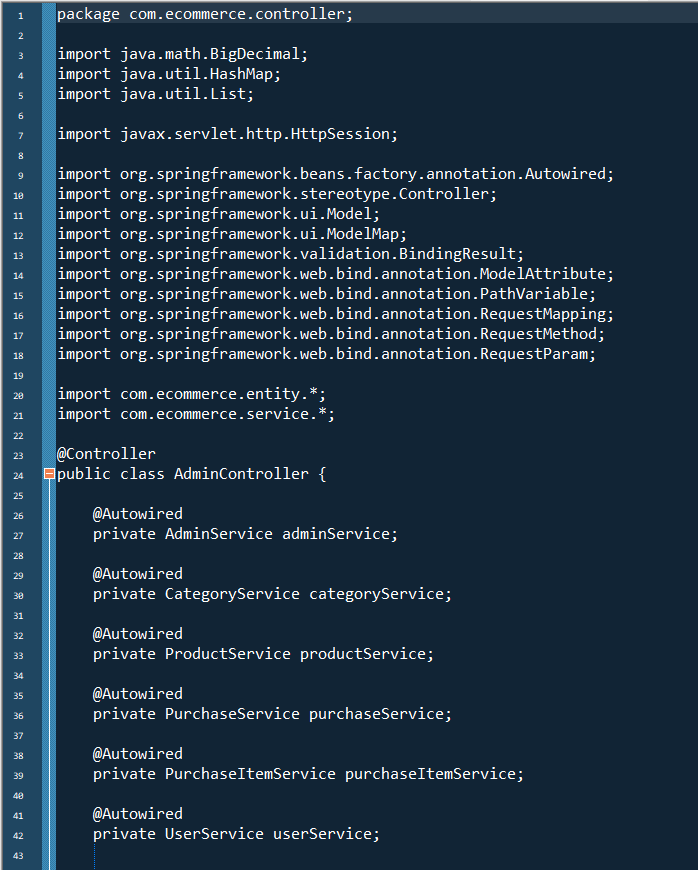 1 package com.ecommerce.controller;
2
3 import java.math.BigDecimal;
4 import java.util.HashMap;
5 import java.util.List;
6
7 import javax.servlet.http.HttpSession;
8
9 import org.springframework.beans.factory.annotation.Autowired;
10 import org.springframework.stereotype.Controller;
11 import org.springframework.ui.Model;
12 import org.springframework.ui.ModelMap;
13 import org.springframework.validation.BindingResult;
14 import org.springframework.web.bind.annotation.ModelAttribute;
15 import org.springframework.web.bind.annotation.PathVariable;
16 import org.springframework.web.bind.annotation.RequestMapping;
17 import org.springframework.web.bind.annotation.RequestMethod;
18 import org.springframework.web.bind.annotation.RequestParam;
19
20 import com.ecommerce.entity.*;
21 import com.ecommerce.service.*;
22
23 @Controller
24 public class AdminController {
25
26     @Autowired
27     private AdminService adminService;
28
29     @Autowired
30     private CategoryService categoryService;
31
32     @Autowired
33     private ProductService productService;
34
35     @Autowired
36     private PurchaseService purchaseService;
37
38     @Autowired
39     private PurchaseItemService purchaseItemService;
40
41     @Autowired
42     private UserService userService;
43